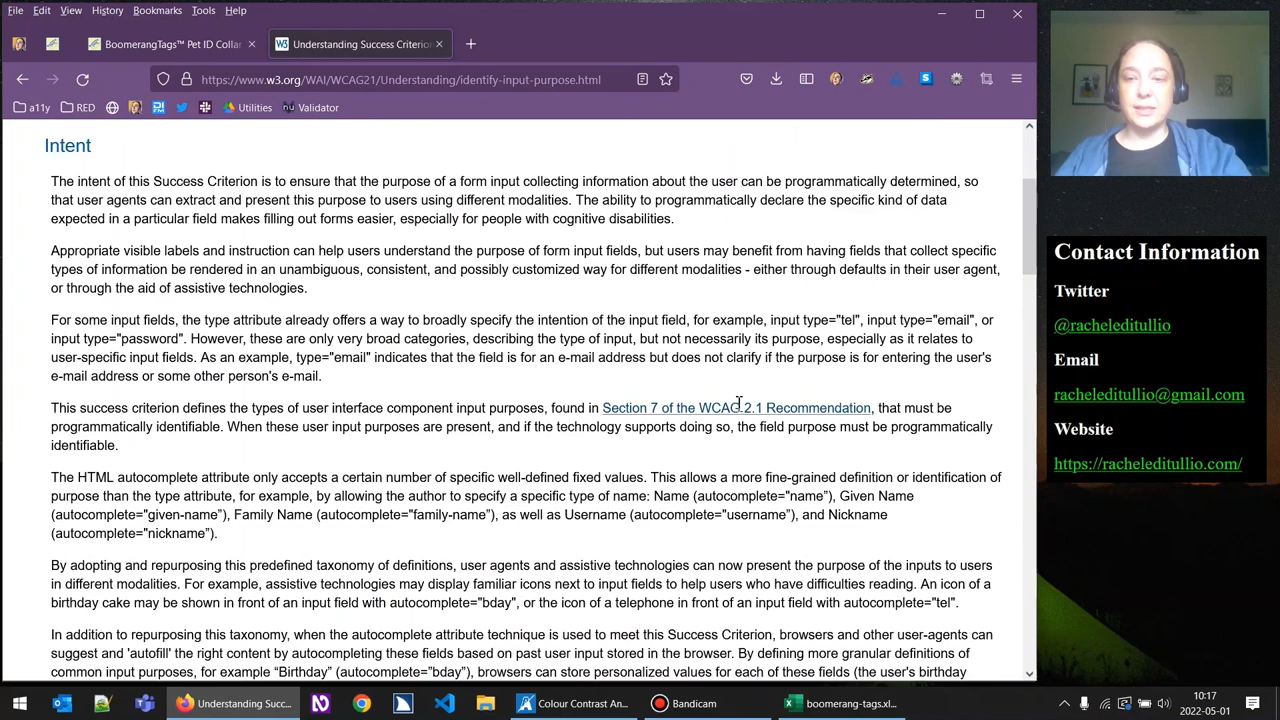 File Edit View History Bookmarks Tools Help
BoomerangTags™ Pet ID Collar
Understanding Success Criterio
https://www.w3.org/WAI/WCAG21/Understanding/identify-input-purpose.html
a11y RED Utilities Validator
Intent
The intent of this Success Criterion is to ensure that the purpose of a form input collecting information about the user can be programmatically determined, so
that user agents can extract and present this purpose to users using different modalities. The ability to programmatically declare the specific kind of data
expected in a particular field makes filling out forms easier, especially for people with cognitive disabilities.
Appropriate visible labels and instruction can help users understand the purpose of form input fields, but users may benefit from having fields that collect specific
types of information be rendered in an unambiguous, consistent, and possibly customized way for different modalities - either through defaults in their user agent,
or through the aid of assistive technologies.
For some input fields, the type attribute already offers a way to broadly specify the intention of the input field, for example, input type="tel", input type="email", or
input type="password". However, these are only very broad categories, describing the type of input, but not necessarily its purpose, especially as it relates to
user-specific input fields. As an example, type="email" indicates that the field is for an e-mail address but does not clarify if the purpose is for entering the user's
e-mail address or some other person's e-mail.
This success criterion defines the types of user interface component input purposes, found in Section 7 of the WCAG 2.1 Recommendation, that must be
programmatically identifiable. When these user input purposes are present, and if the technology supports doing so, the field purpose must be programmatically
identifiable.
The HTML autocomplete attribute only accepts a certain number of specific well-defined fixed values. This allows a more fine-grained definition or identification of
purpose than the type attribute, for example, by allowing the author to specify a specific type of name: Name (autocomplete="name"), Given Name
(autocomplete="given-name"), Family Name (autocomplete="family-name"), as well as Username (autocomplete="username"), and Nickname
(autocomplete="nickname").
By adopting and repurposing this predefined taxonomy of definitions, user agents and assistive technologies can now present the purpose of the inputs to users
in different modalities. For example, assistive technologies may display familiar icons next to input fields to help users who have difficulties reading. An icon of a
birthday cake may be shown in front of an input field with autocomplete="bday", or the icon of a telephone in front of an input field with autocomplete="tel".
In addition to repurposing this taxonomy, when the autocomplete attribute technique is used to meet this Success Criterion, browsers and other user-agents can
suggest and 'autofill' the right content by autocompleting these fields based on past user input stored in the browser. By defining more granular definitions of
common input purposes, for example “Birthday” (autocomplete=”bday”), browsers can store personalized values for each of these fields (the user's birthday
Contact Information
Twitter
@racheleditullio
Email
racheleditullio@gmail.com
Website
https://racheleditullio.com/
Understanding Succ...
Colour Contrast An...
Bandicam
boomerang-tags.xl...
10:17
2022-05-01